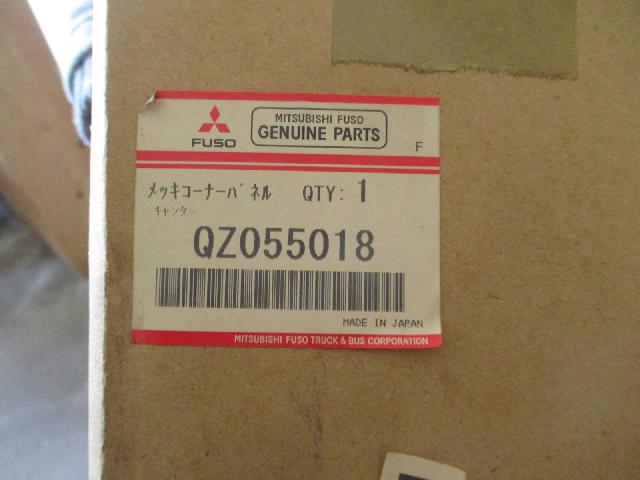 FUSO
MITSUBISHI FUSO
GENUINE PARTS
F
メッキコーナーパネル QTY: 1
キャンター
QZ055018
MADE IN JAPAN
MITSUBISHI FUSO TRUCK & BUS CORPORATION